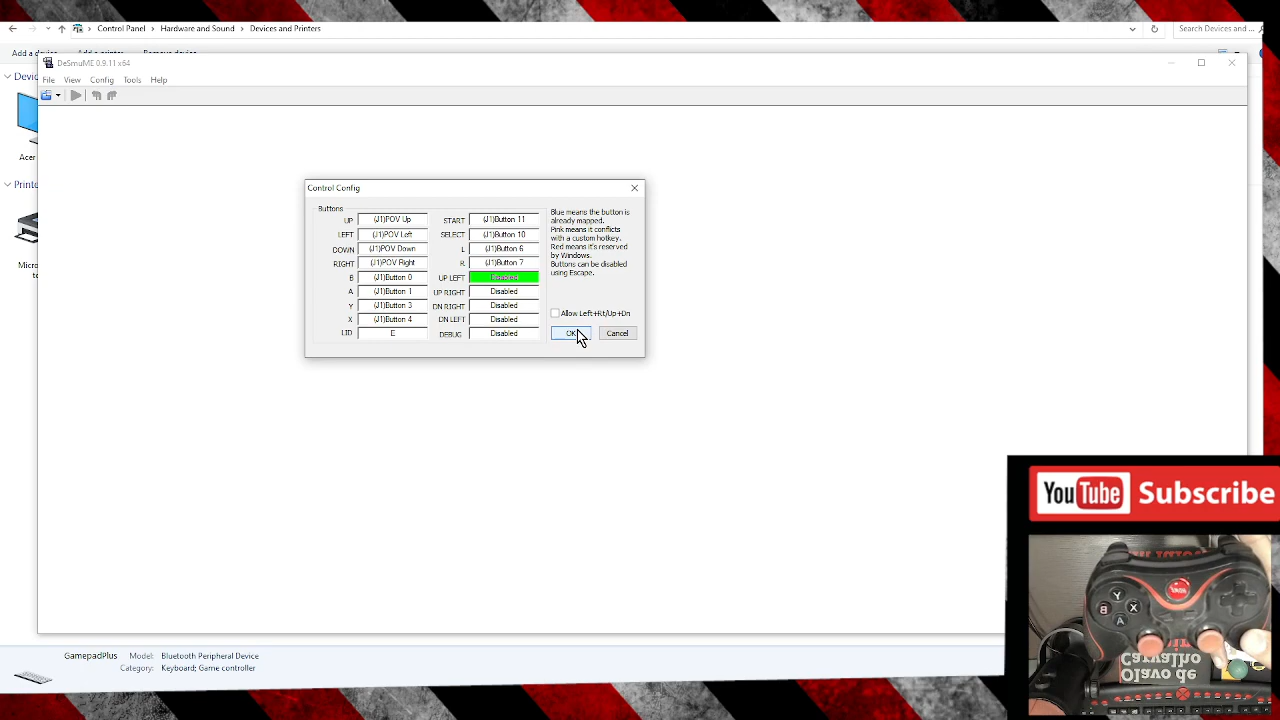 Control Panel > Hardware and Sound > Devices and Printers
Search Devices and ...
DeSmuME 0.9.11 x64
File View Config Tools Help
Acer
Control Config
Buttons
UP (J1)POV Up
LEFT (J1)POV Left
DOWN (J1)POV Down
RIGHT (J1)POV Right
B (J1)Button 0
A (J1)Button 1
Y (J1)Button 3
X (J1)Button 4
LID E
START (J1)Button 11
SELECT (J1)Button 10
L (J1)Button 6
R (J1)Button 7
UP LEFT Disabled
UP RIGHT Disabled
DN RIGHT Disabled
DN LEFT Disabled
DEBUG Disabled
Blue means the button is
already mapped.
Pink means it conflicts
with a custom hotkey.
Red means it's reserved
by Windows.
Buttons can be disabled
using Escape.
Allow Left+Rt/Up+Dn
OK Cancel
GamepadPlus Model: Bluetooth Peripheral Device
Category: Keyboard; Game controller
YouTube Subscribe
Y
B X
A
Olavo de
Carvalho